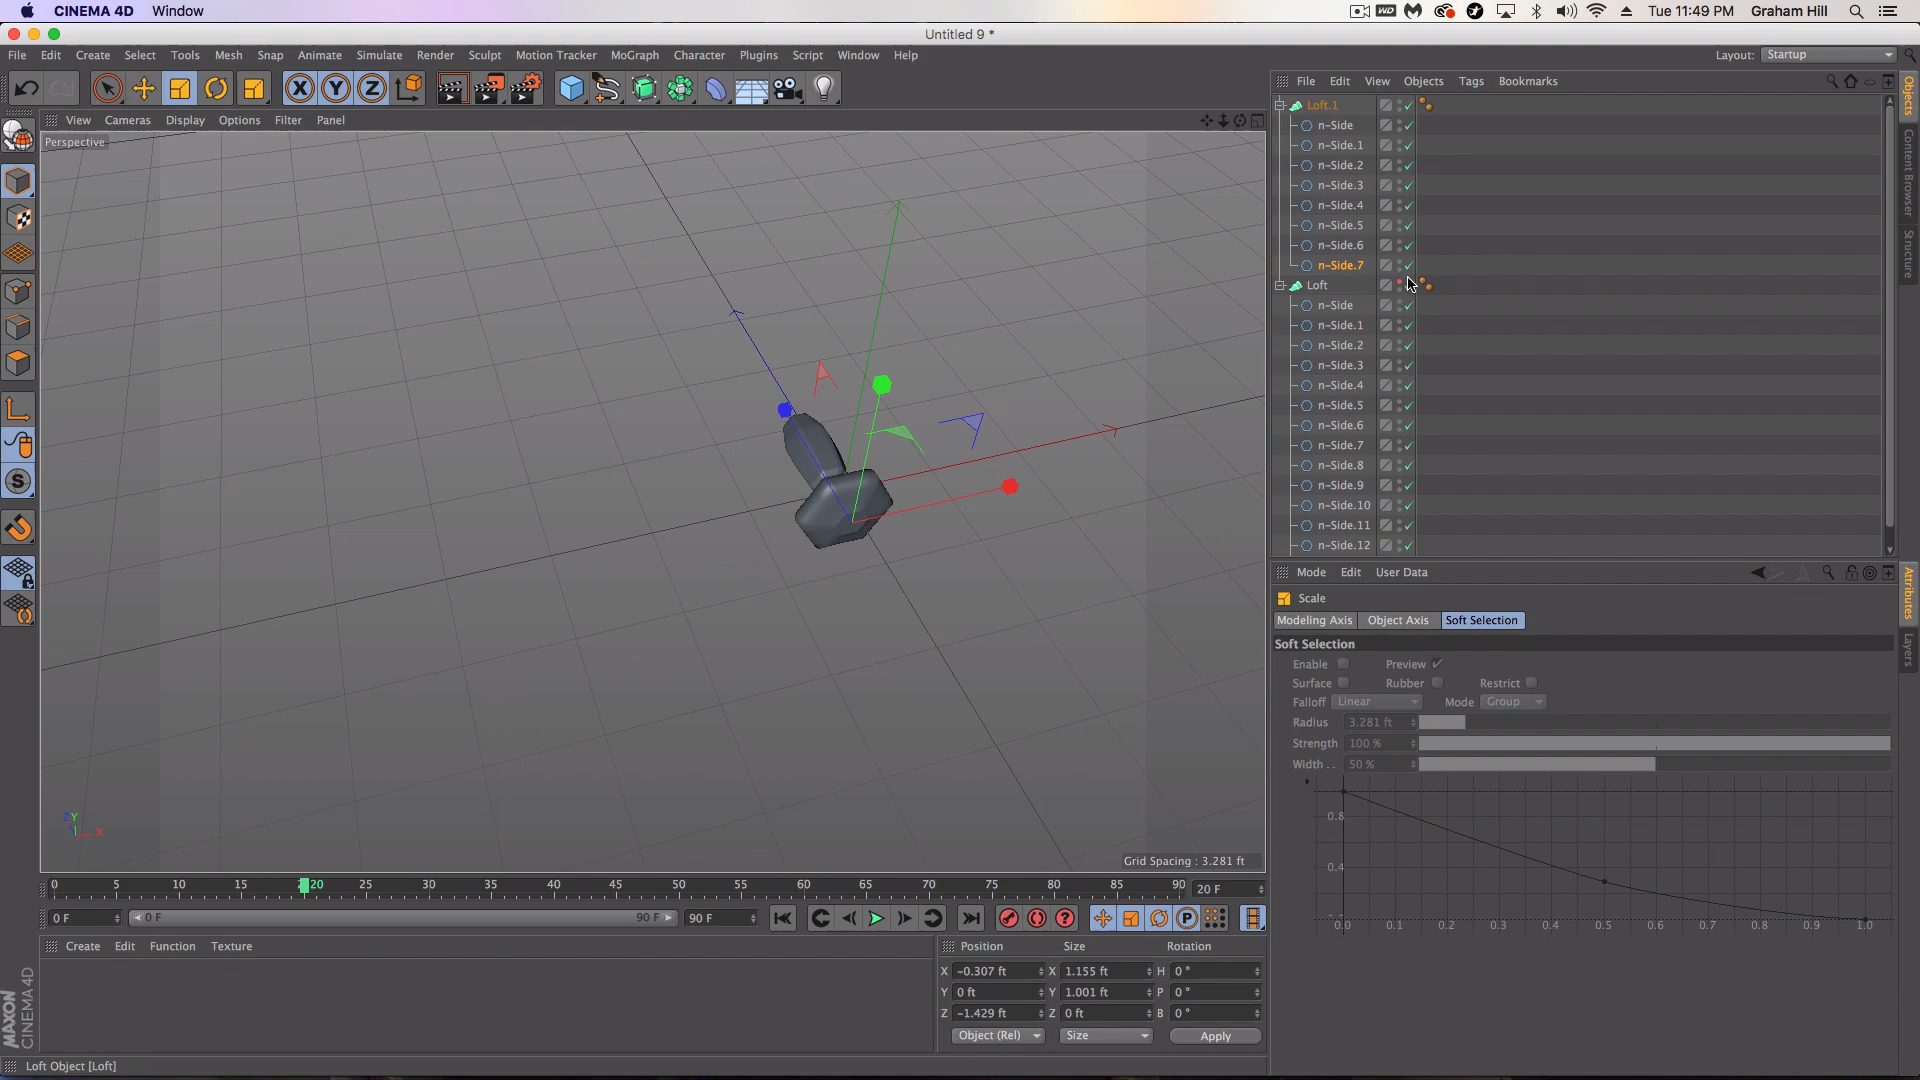 CINEMA 4D Window
Tue 11:49 PM Graham Hill
Untitled 9 *
File Edit Create Select Tools Mesh Snap Animate Simulate Render Sculpt Motion Tracker MoGraph Character Plugins Script Window Help
Layout: Startup
File Edit View Objects Tags Bookmarks
View Cameras Display Options Filter Panel
Perspective
Loft.1
n-Side
n-Side.1
n-Side.2
n-Side.3
n-Side.4
n-Side.5
n-Side.6
n-Side.7
Loft
n-Side
n-Side.1
n-Side.2
n-Side.3
n-Side.4
n-Side.5
n-Side.6
n-Side.7
n-Side.8
n-Side.9
n-Side.10
n-Side.11
n-Side.12
Objects
Content Browser
Structure
Mode Edit User Data
Scale
Modeling Axis Object Axis Soft Selection
Soft Selection
Enable Preview
Surface Rubber Restrict
Falloff Linear Mode Group
Radius 3.281 ft
Strength 100 %
Width . . 50 %
0.8
0.4
0.0 0.1 0.2 0.3 0.4 0.5 0.6 0.7 0.8 0.9 1.0
Attributes
Layers
Z Y X
Grid Spacing : 3.281 ft
0 5 10 15 20 25 30 35 40 45 50 55 60 65 70 75 80 85 90 20 F
0 F 0 F 90 F 90 F
Create Edit Function Texture
Position Size Rotation
X -0.307 ft X 1.155 ft H 0 °
Y 0 ft Y 1.001 ft P 0 °
Z -1.429 ft Z 0 ft B 0 °
Object (Rel) Size Apply
MAXON
CINEMA 4D
Loft Object [Loft]